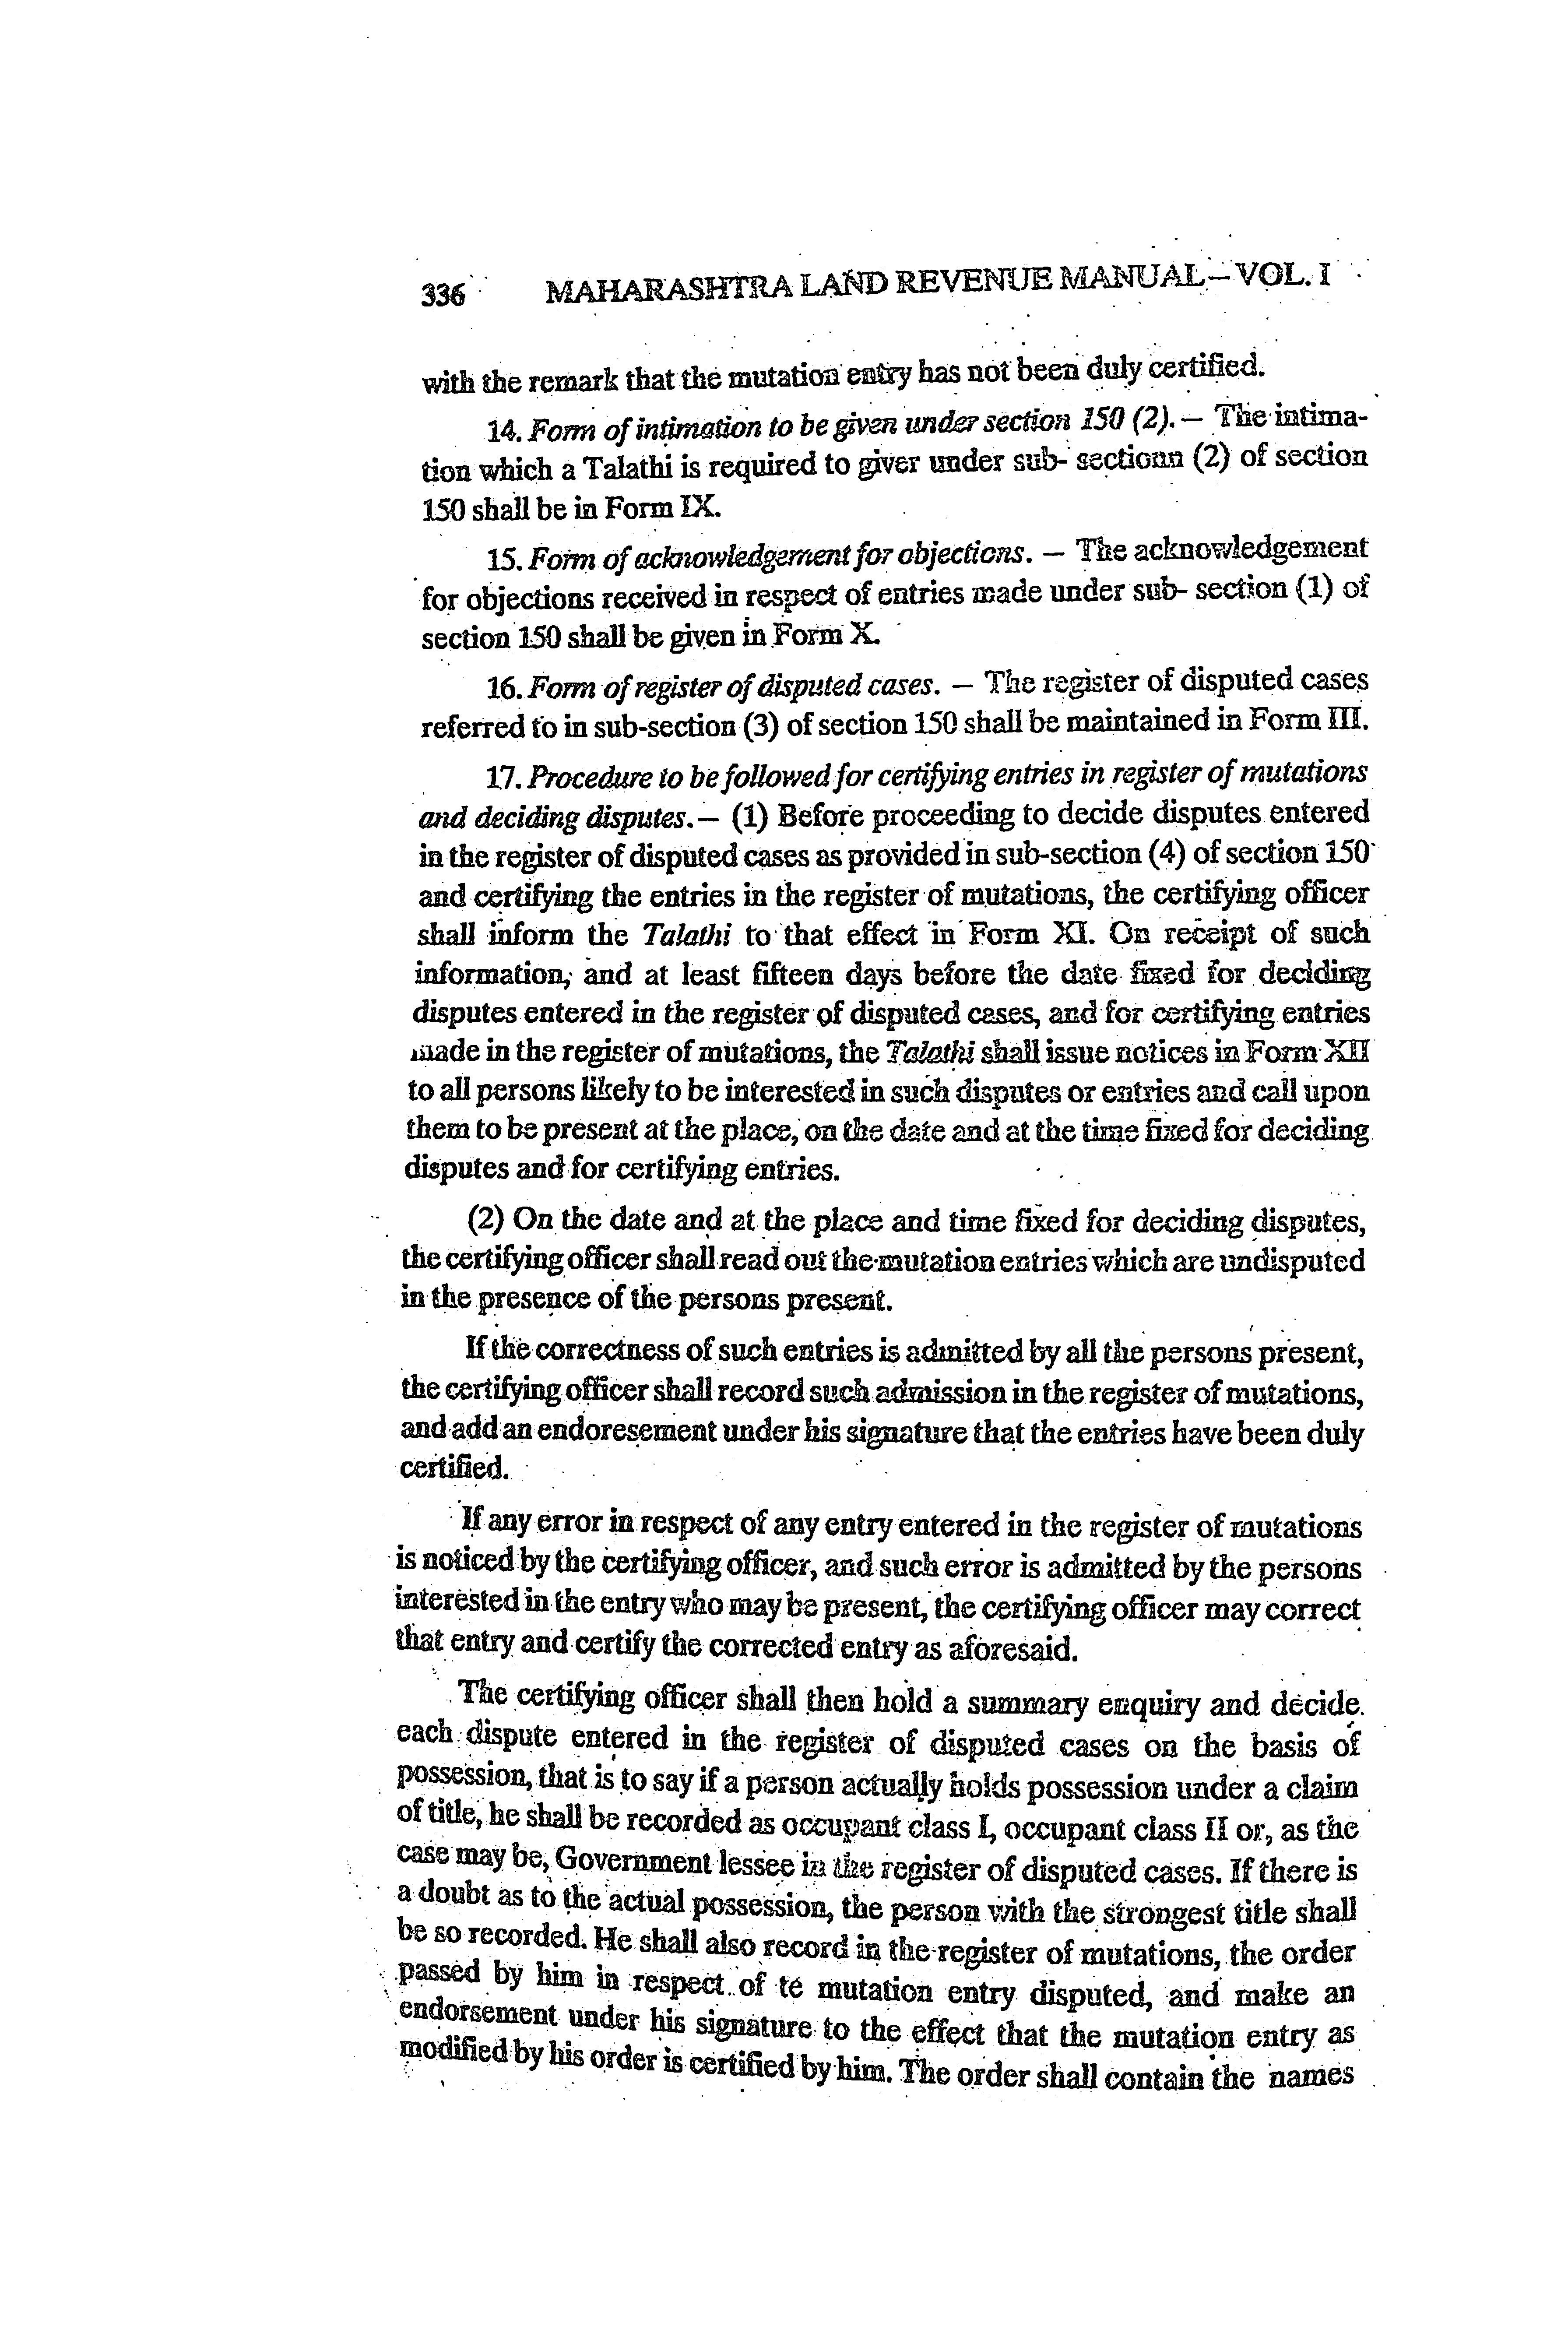 336 MAHARASHTRA LAND REVENUE MANUAL – VOL. I
with the remark that the mutation entry has not been duly certified.
14. Form of intimation to be given under section 150 (2). – The intima-
tion which a Talathi is required to giver under sub- sectionn (2) of section
150 shall be in Form IX.
15. Form of acknowledgement for objections. – The acknowledgement
for objections received in respect of entries made under sub- section (1) of
section 150 shall be given in Form X.
16. Form of register of disputed cases. – The register of disputed cases
referred to in sub-section (3) of section 150 shall be maintained in Form III.
17. Procedure to be followed for certifying entries in register of mutations
and deciding disputes. – (1) Before proceeding to decide disputes entered
in the register of disputed cases as provided in sub-section (4) of section 150
and certifying the entries in the register of mutations, the certifying officer
shall inform the Talathi to that effect in Form XI. On receipt of such
information, and at least fifteen days before the date fixed for deciding
disputes entered in the register of disputed cases, and for certifying entries
made in the register of mutations, the Talathi shall issue notices in Form XII
to all persons likely to be interested in such disputes or entries and call upon
them to be present at the place, on the date and at the time fixed for deciding
disputes and for certifying entries.
(2) On the date and at the place and time fixed for deciding disputes,
the certifying officer shall read out the mutation entries which are undisputed
in the presence of the persons present.
If the correctness of such entries is admitted by all the persons present,
the certifying officer shall record such admission in the register of mutations,
and add an endoresement under his signature that the entries have been duly
certified.
If any error in respect of any entry entered in the register of mutations
is noticed by the certifying officer, and such error is admitted by the persons
interested in the entry who may be present, the certifying officer may correct
that entry and certify the corrected entry as aforesaid.
The certifying officer shall then hold a summary enquiry and decide
each dispute entered in the register of disputed cases on the basis of
possession, that is to say if a person actually holds possession under a claim
of title, he shall be recorded as occupant class I, occupant class II or, as the
case may be, Government lessee in the register of disputed cases. If there is
a doubt as to the actual possession, the person with the strongest title shall
be so recorded. He shall also record in the register of mutations, the order
passed by him in respect of te mutation entry disputed, and make an
endorsement under his signature to the effect that the mutation entry as
modified by his order is certified by him. The order shall contain the names